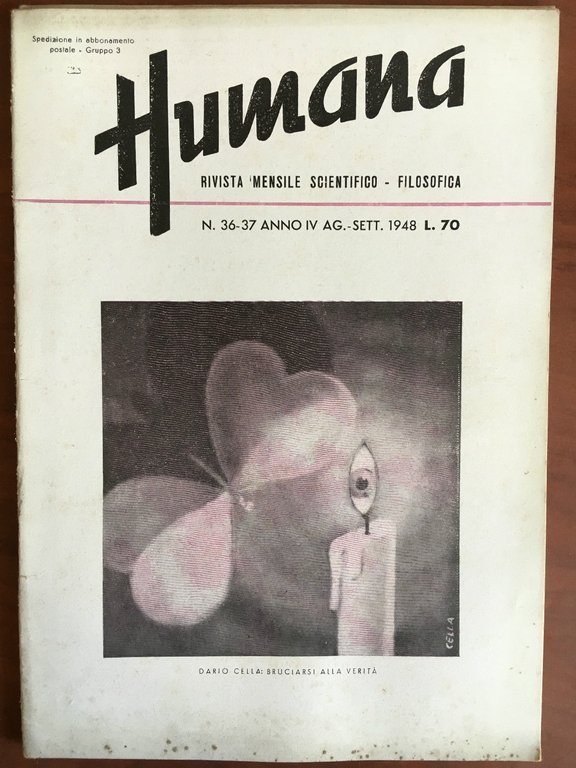 Spedizione in abbonamento
postale - Gruppo 3
Humana
RIVISTA MENSILE SCIENTIFICO - FILOSOFICA
N. 36-37 ANNO IV AG.-SETT. 1948 L. 70
CELLA
DARIO CELLA: BRUCIARSI ALLA VERITÀ